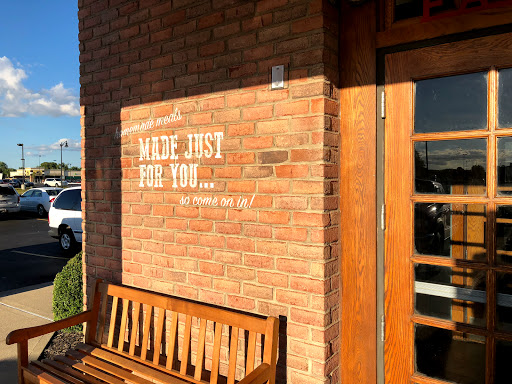 homemade meals
MADE JUST
FOR YOU...
so come on in!